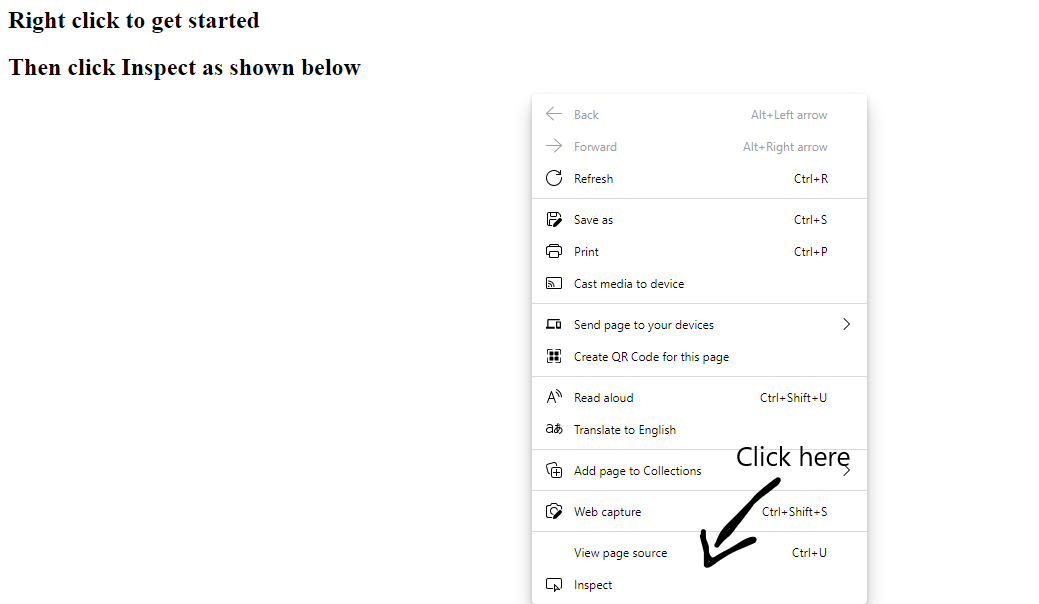 Right click to get started
Then click Inspect as shown below
Back Alt+Left arrow
Forward Alt+Right arrow
Refresh Ctrl+R
Save as Ctrl+S
Print Ctrl+P
Cast media to device
Send page to your devices
Create QR Code for this page
Read aloud Ctrl+Shift+U
Translate to English
Click here
Add page to Collections
Web capture Ctrl+Shift+S
View page source Ctrl+U
Inspect